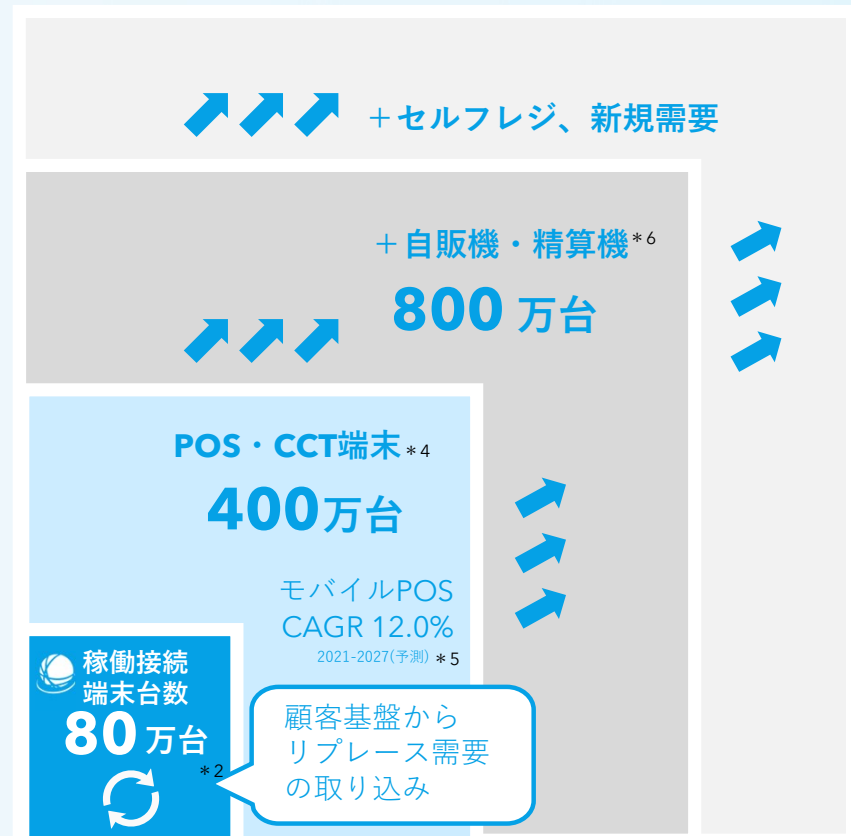 ＋セルフレジ、新規需要
＋自販機・精算機＊6
800 万台
POS・CCT端末＊4
400万台
モバイルPOS
CAGR 12.0%
2021-2027(予測)＊5
稼働接続
端末台数
80万台
＊2
顧客基盤から
リプレース需要
の取り込み